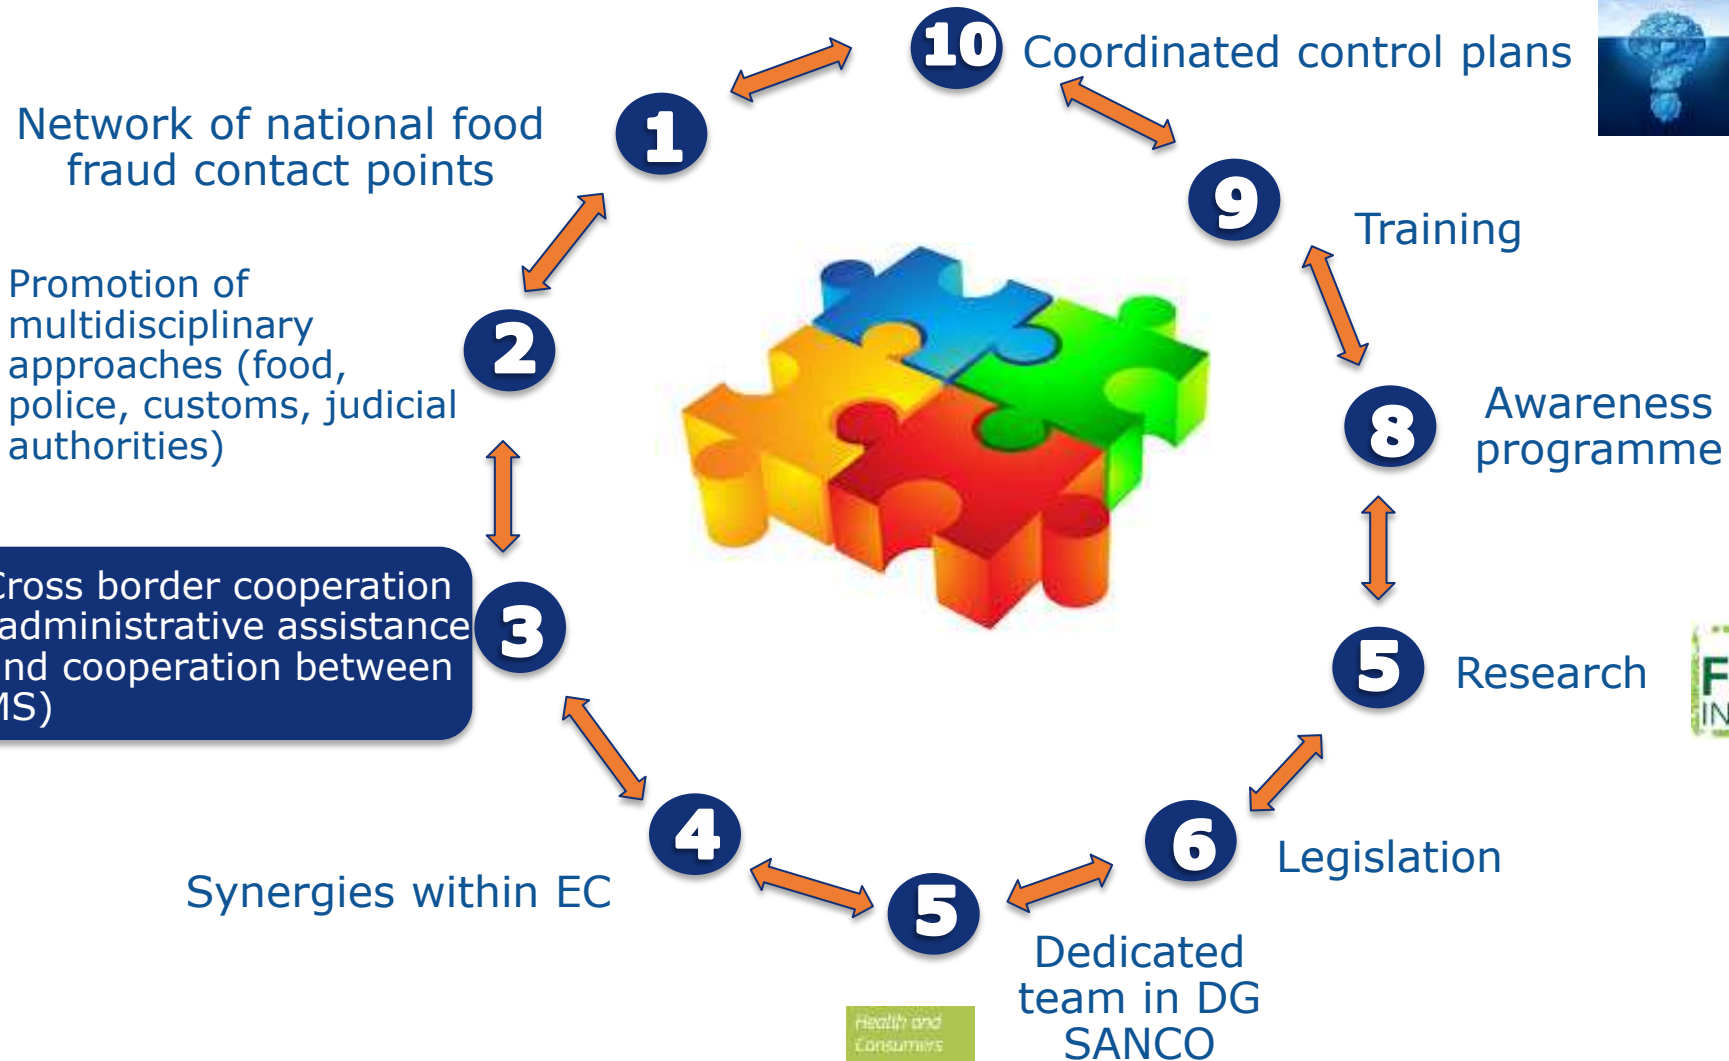 10
Coordinated control plans
1
Network of national food
fraud contact points
9
Training
2
Promotion of
multidisciplinary
approaches (food,
police, customs, judicial
authorities)
8
Awareness
programme
3
Cross border cooperation
administrative assistance
and cooperation between
MS)
5
Research
F
IN
4
Synergies within EC
6
Legislation
5
Dedicated
team in DG
SANCO
Health and
Consumers